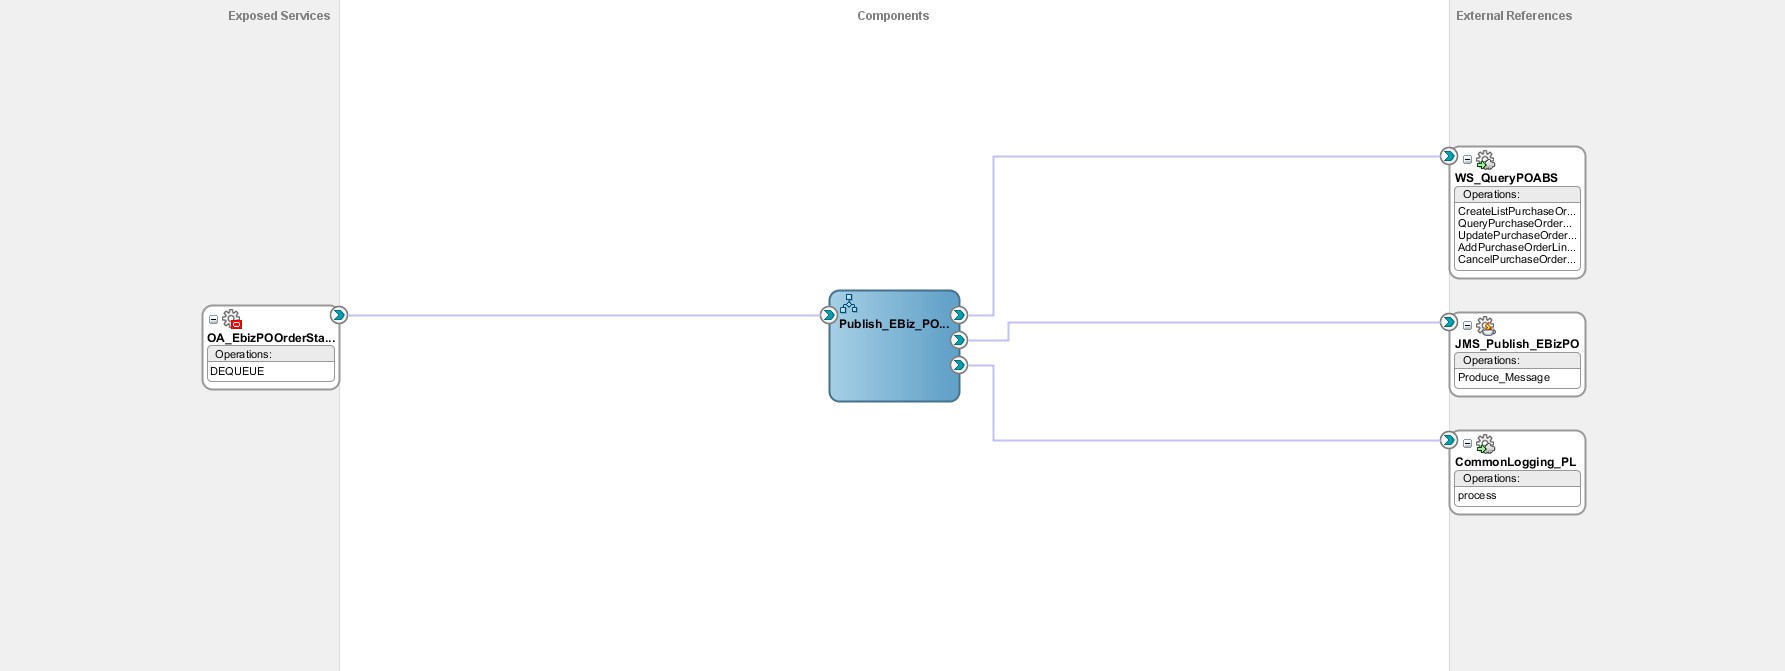 Exposed Services
Components
External References
OA_EbizPOOrderSta...
Operations:
DEQUEUE
Publish_EBiz_PO...
WS_QueryPOABS
Operations:
CreateListPurchaseOr...
QueryPurchaseOrder...
UpdatePurchaseOrder...
AddPurchaseOrderLin...
CancelPurchaseOrder...
JMS_Publish_EBizPO
Operations:
Produce_Message
CommonLogging_PL
Operations:
process